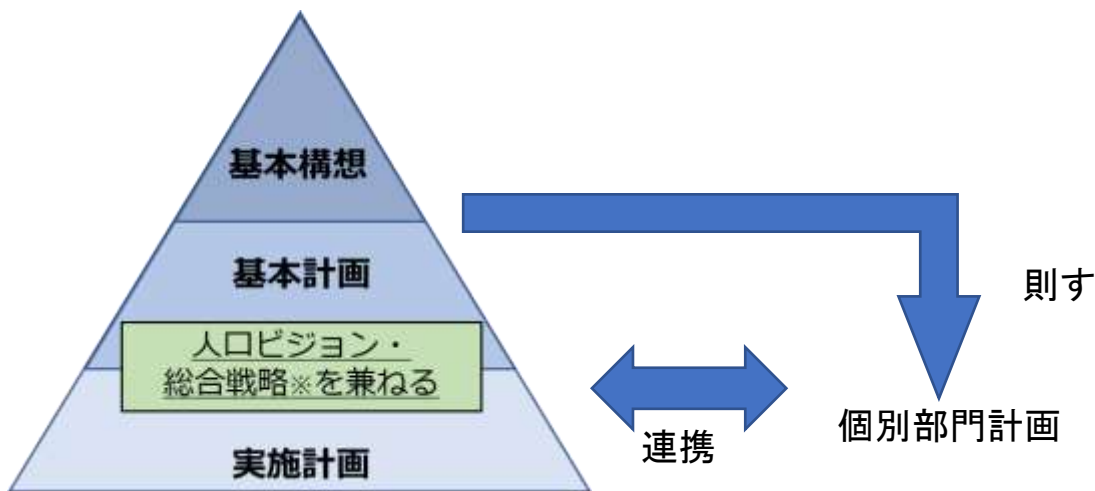 基本構想
基本計画
人口ビジョン・
総合戦略※を兼ねる
実施計画
則す
連携
個別部門計画